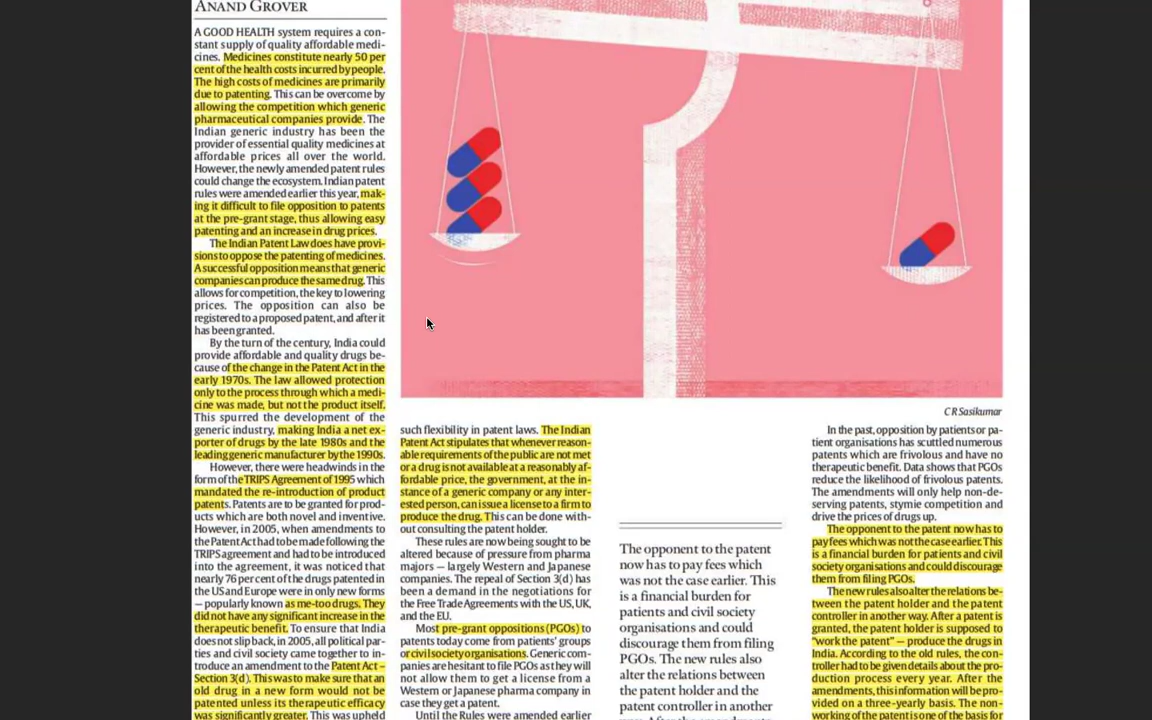 ANAND GROVER
A GOOD HEALTH system requires a con-
stant supply of quality affordable medi-
cines. Medicines constitute nearly 50 per
cent of the health costs incurred by people.
The high costs of medicines are primarily
due to patenting. This can be overcome by
allowing the competition which generic
pharmaceutical companies provide. The
Indian generic industry has been the
provider of essential quality medicines at
affordable prices all over the world.
However, the newly amended patent rules
could change the ecosystem. Indian patent
rules were amended earlier this year, mak-
ing it difficult to file opposition to patents
at the pre-grant stage, thus allowing easy
patenting and an increase in drug prices.
The Indian Patent Law does have provi-
sions to oppose the patenting of medicines.
A successful opposition means that generic
companies can produce the same drug. This
allows for competition, the key to lowering
prices. The opposition can also be
registered to a proposed patent, and after it
has been granted.
By the turn of the century, India could
provide affordable and quality drugs be-
cause of the change in the Patent Act in the
early 1970s. The law allowed protection
only to the process through which a medi-
cine was made, but not the product itself.
This spurred the development of the
generic industry, making India a net ex-
porter of drugs by the late 1980s and the
leading generic manufacturer by the 1990s.
However, there were headwinds in the
form of the TRIPS Agreement of 1995 which
mandated the re-introduction of product
patents. Patents are to be granted for prod-
ucts which are both novel and inventive.
However, in 2005, when amendments to
the Patent Act had to be made following the
TRIPS agreement and had to be introduced
into the agreement, it was noticed that
nearly 76 per cent of the drugs patented in
the US and Europe were in only new forms
— popularly known as me-too drugs. They
did not have any significant increase in the
therapeutic benefit. To ensure that India
does not slip back, in 2005, all political par-
ties and civil society came together to in-
troduce an amendment to the Patent Act –
Section 3(d). This was to make sure that an
old drug in a new form would not be
patented unless its therapeutic efficacy
was significantly greater. This was upheld
such flexibility in patent laws. The Indian
Patent Act stipulates that whenever reason-
able requirements of the public are not met
or a drug is not available at a reasonably af-
fordable price, the government, at the in-
stance of a generic company or any inter-
ested person, can issue a license to a firm to
produce the drug. This can be done with-
out consulting the patent holder.
These rules are now being sought to be
altered because of pressure from pharma
majors — largely Western and Japanese
companies. The repeal of Section 3(d) has
been a demand in the negotiations for
the Free Trade Agreements with the US, UK,
and the EU.
Most pre-grant oppositions (PGOs) to
patents today come from patients' groups
or civil society organisations. Generic com-
panies are hesitant to file PGOs as they will
not allow them to get a license from a
Western or Japanese pharma company in
case they get a patent.
Until the Rules were amended earlier
The opponent to the patent
now has to pay fees which
was not the case earlier. This
is a financial burden for
patients and civil society
organisations and could
discourage them from filing
PGOs. The new rules also
alter the relations between
the patent holder and the
patent controller in another
way. After the amendments,
C R Sasikumar
In the past, opposition by patients or pa-
tient organisations has scuttled numerous
patents which are frivolous and have no
therapeutic benefit. Data shows that PGOs
reduce the likelihood of frivolous patents.
The amendments will only help non-de-
serving patents, stymie competition and
drive the prices of drugs up.
The opponent to the patent now has to
pay fees which was not the case earlier. This
is a financial burden for patients and civil
society organisations and could discourage
them from filing PGOs.
The new rules also alter the relations be-
tween the patent holder and the patent
controller in another way. After a patent is
granted, the patent holder is supposed to
"work the patent" — produce the drugs in
India. According to the old rules, the con-
troller had to be given details about the pro-
duction process every year. After the
amendments, this information will be pro-
vided on a three-yearly basis. The non-
working of the patent is one of the basis for